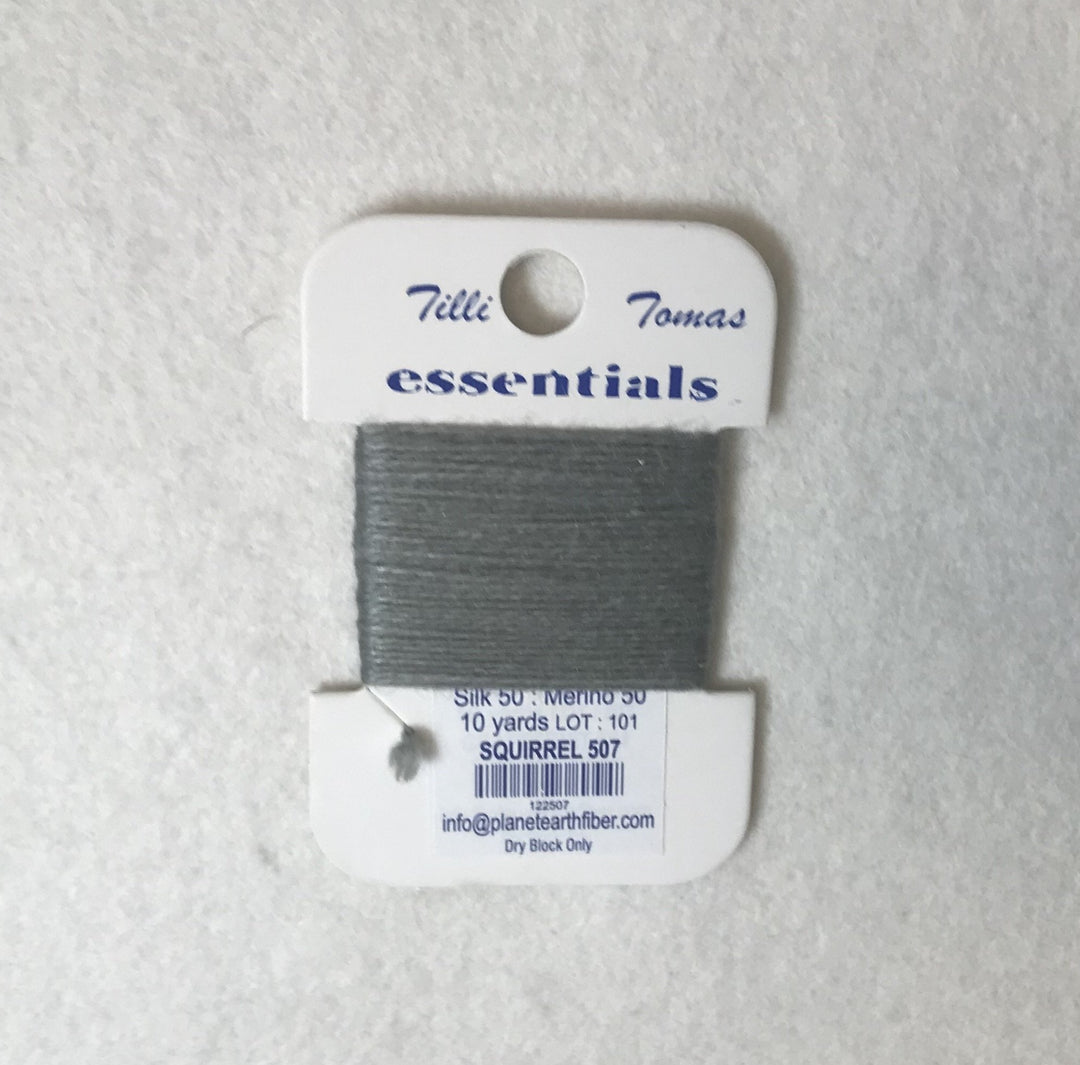 Tilli Tomas
essentials
Silk 50 : Merino 50
10 yards LOT : 101
SQUIRREL 507
122507
info@planetearthfiber.com
Dry Block Only